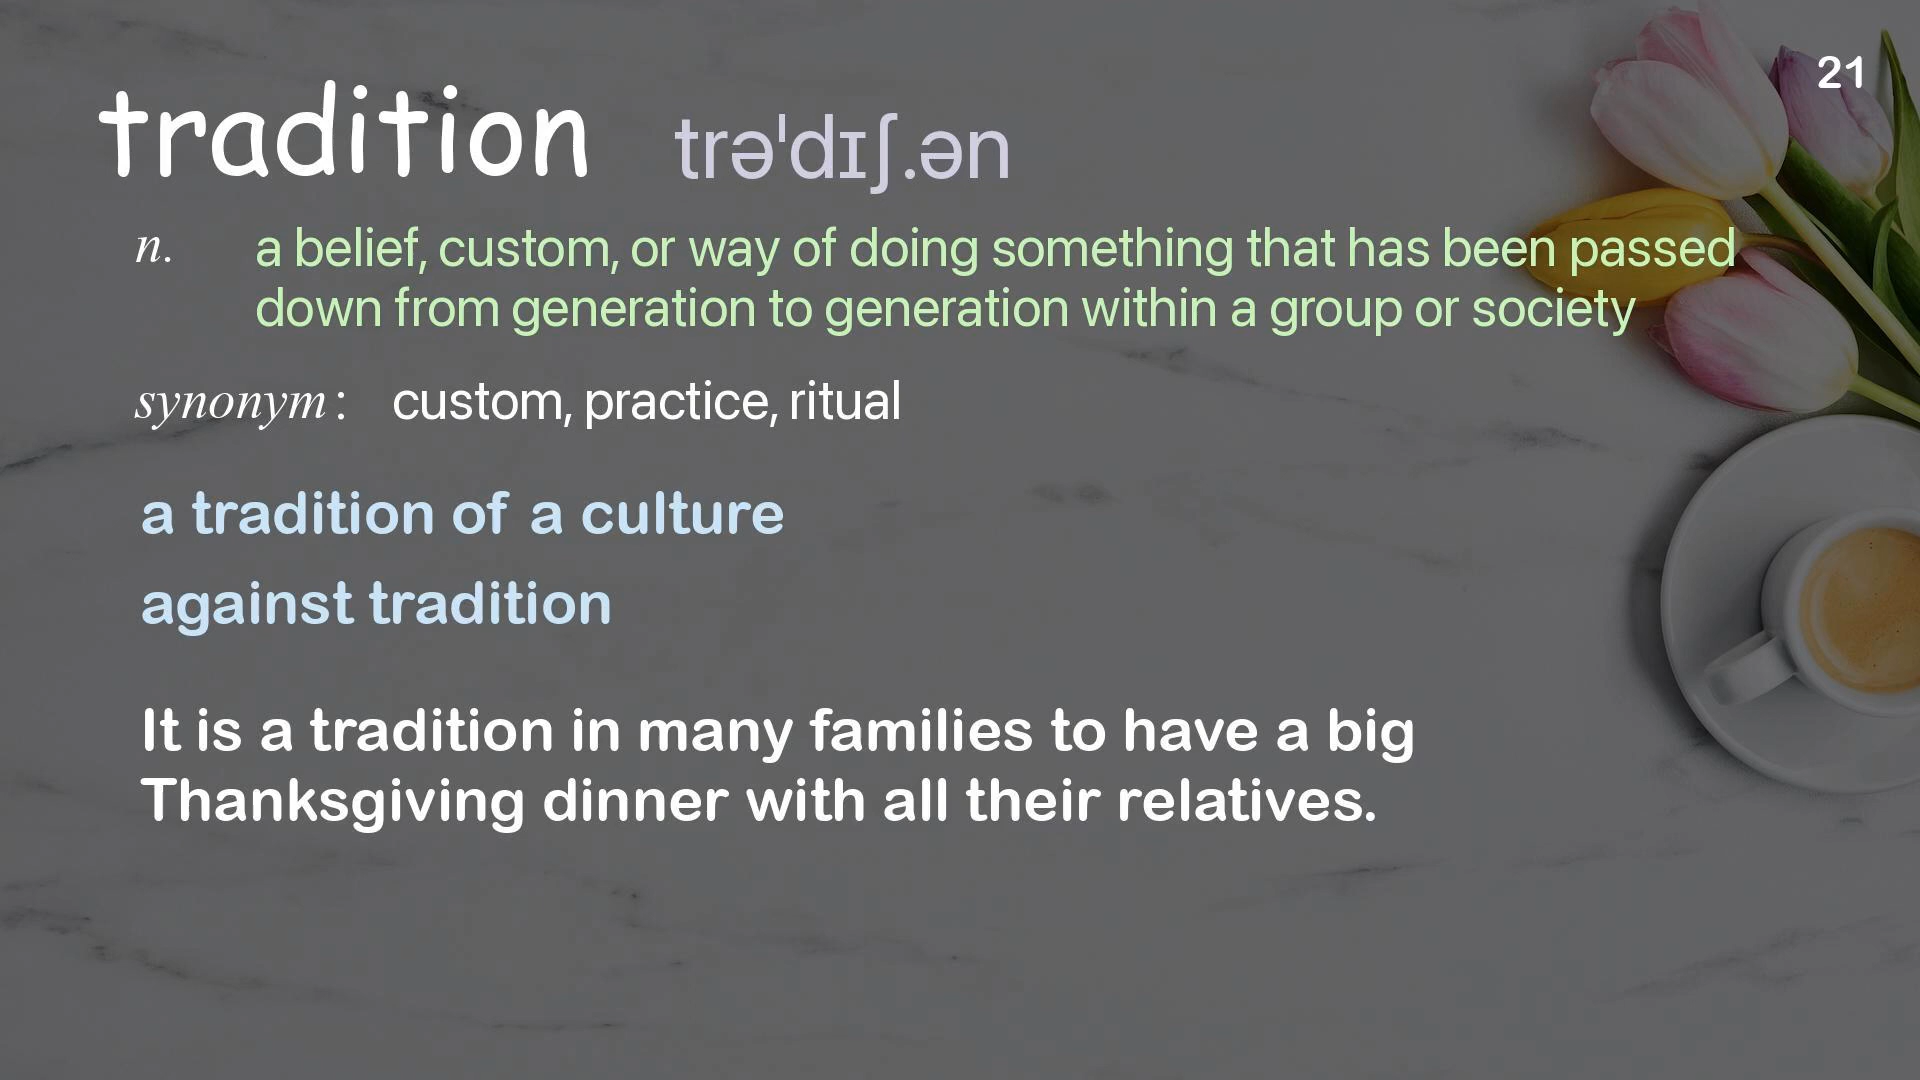 21
tradition trəˈdɪʃ.ən
n. a belief, custom, or way of doing something that has been passed
down from generation to generation within a group or society
synonym: custom, practice, ritual
a tradition of a culture
against tradition
It is a tradition in many families to have a big
Thanksgiving dinner with all their relatives.